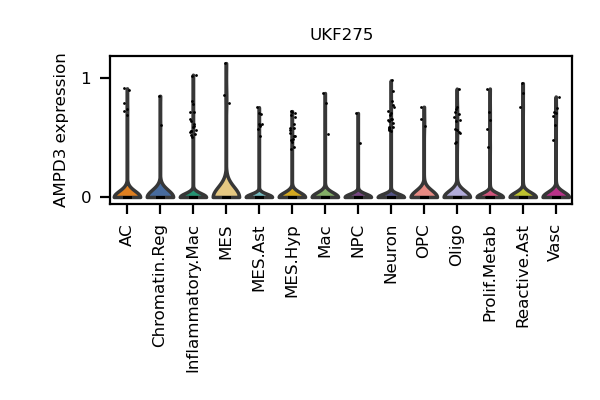 UKF275
AMPD3 expression
1
0
AC
Chromatin.Reg
Inflammatory.Mac
MES
MES.Ast
MES.Hyp
Mac
NPC
Neuron
OPC
Oligo
Prolif.Metab
Reactive.Ast
Vasc